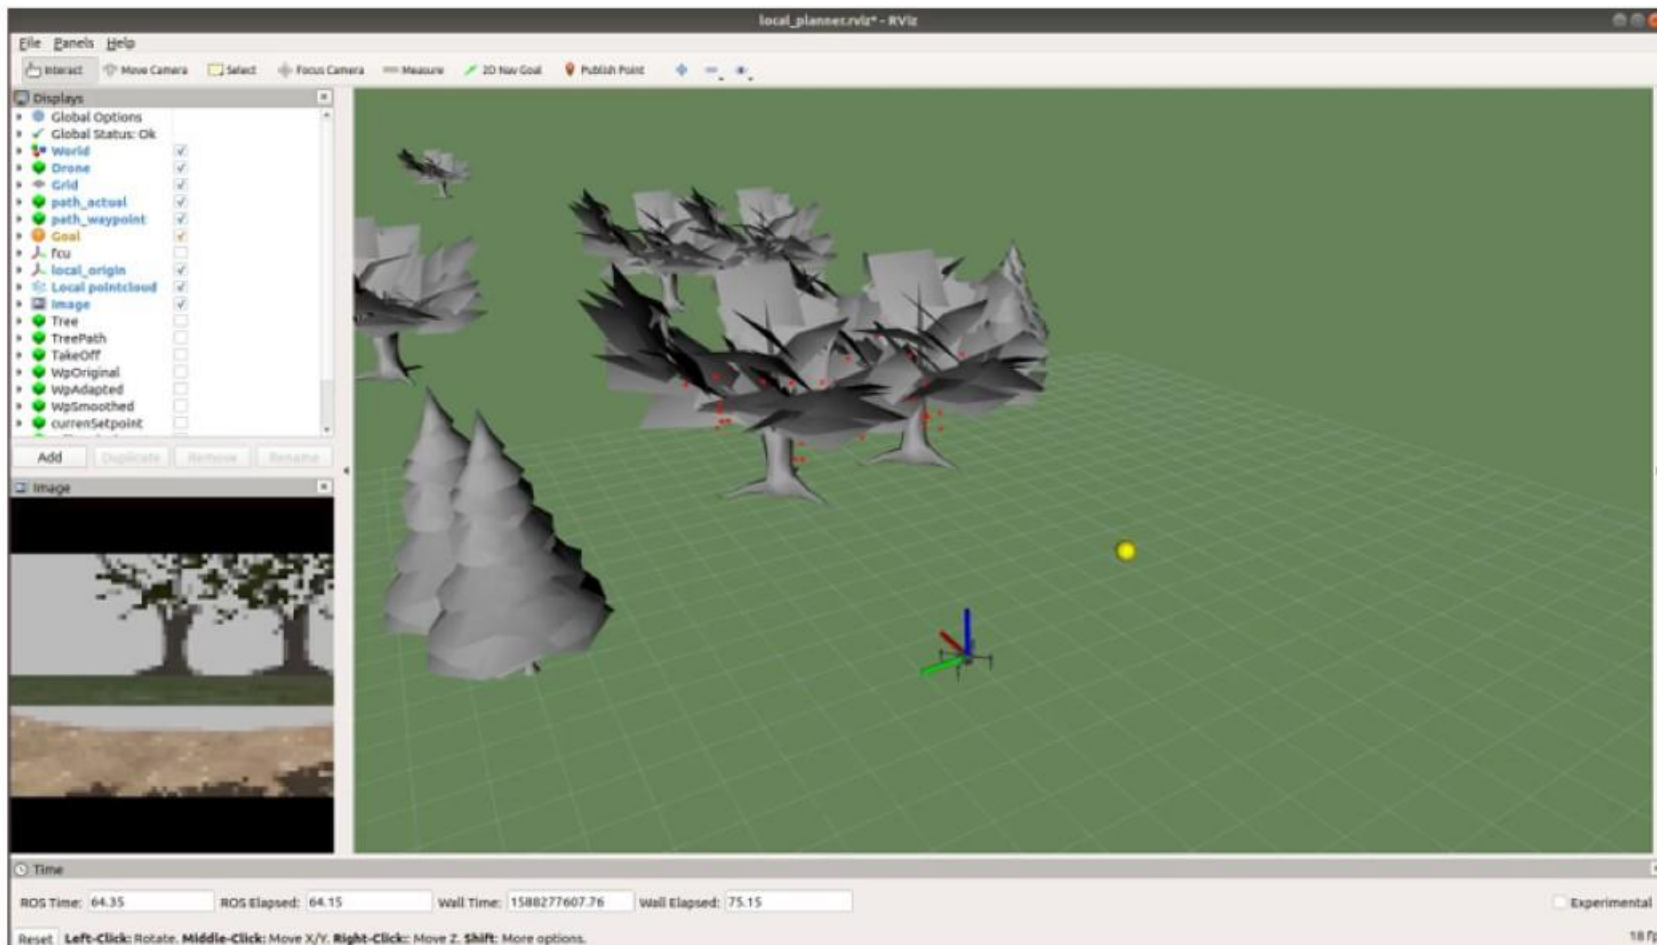 local_planner.rviz* - RViz
File Panels Help
Interact Move Camera Select Focus Camera Measure 2D Nav Goal Publish Point
Displays
Global Options
Global Status: Ok
World
Drone
Grid
path_actual
path_waypoint
Goal
fcu
local_origin
Local pointcloud
Image
Tree
TreePath
TakeOff
WpOriginal
WpAdapted
WpSmoothed
currenSetpoint
Add Duplicate Remove Rename
Image
Time
ROS Time: 64.35 ROS Elapsed: 64.15 Wall Time: 1588277607.76 Wall Elapsed: 75.15 Experimental
Reset Left-Click: Rotate. Middle-Click: Move X/Y. Right-Click:: Move Z. Shift: More options. 18 fp